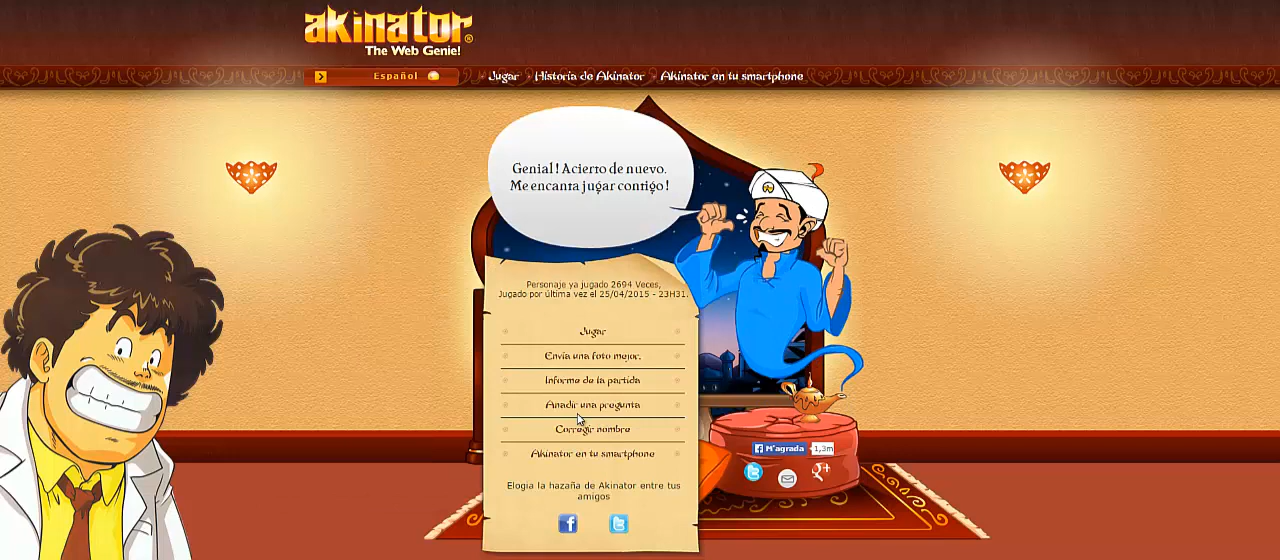 akinator®
The Web Genie!
Español
Jugar
Historia de Akinator
Akinator en tu smartphone
Genial! Acierto de nuevo.
Me encanta jugar contigo!
Personaje ya jugado 2694 Veces,
Jugado por última vez el 25/04/2015 - 23H31.
Jugar
Envía una foto mejor.
Informe de la partida
Anadir una pregunta
Corregir nombre
Akinator en tu smartphone
Elogia la hazaña de Akinator entre tus
amigos
f
M'agrada 1,3m
g+